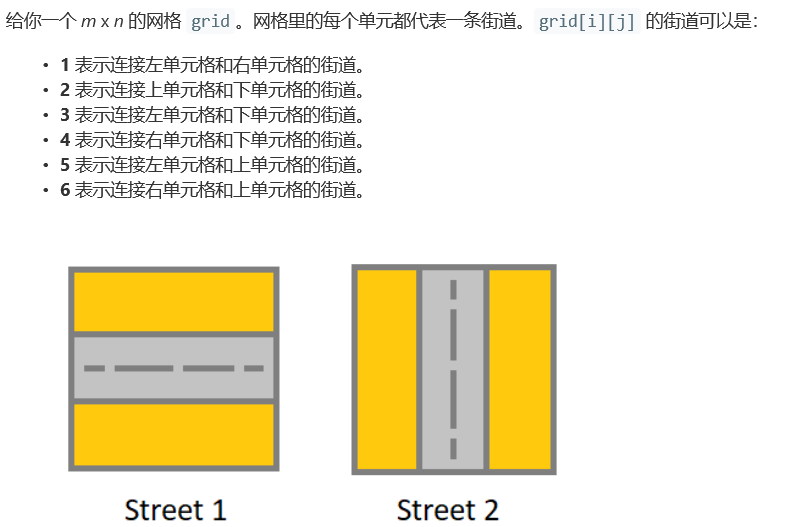 给你一个 m x n 的网格 grid 。网格里的每个单元都代表一条街道。grid[i][j] 的街道可以是：
• 1 表示连接左单元格和右单元格的街道。
• 2 表示连接上单元格和下单元格的街道。
• 3 表示连接左单元格和下单元格的街道。
• 4 表示连接右单元格和下单元格的街道。
• 5 表示连接左单元格和上单元格的街道。
• 6 表示连接右单元格和上单元格的街道。
Street 1 Street 2